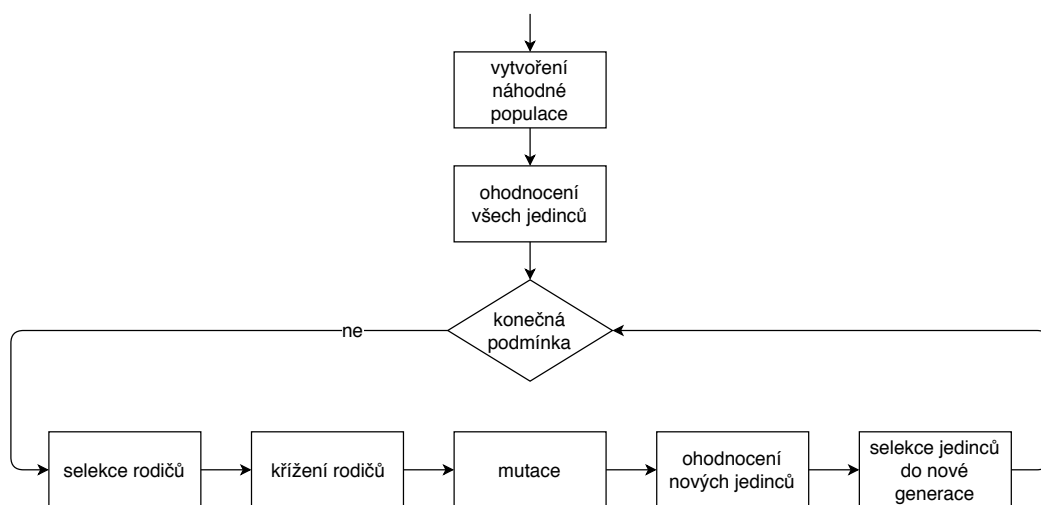 vytvoření
náhodné
populace
ohodnocení
všech jedinců
konečná
podmínka
ne
selekce rodičů
křížení rodičů
mutace
ohodnocení
nových jedinců
selekce jedinců
do nové
generace